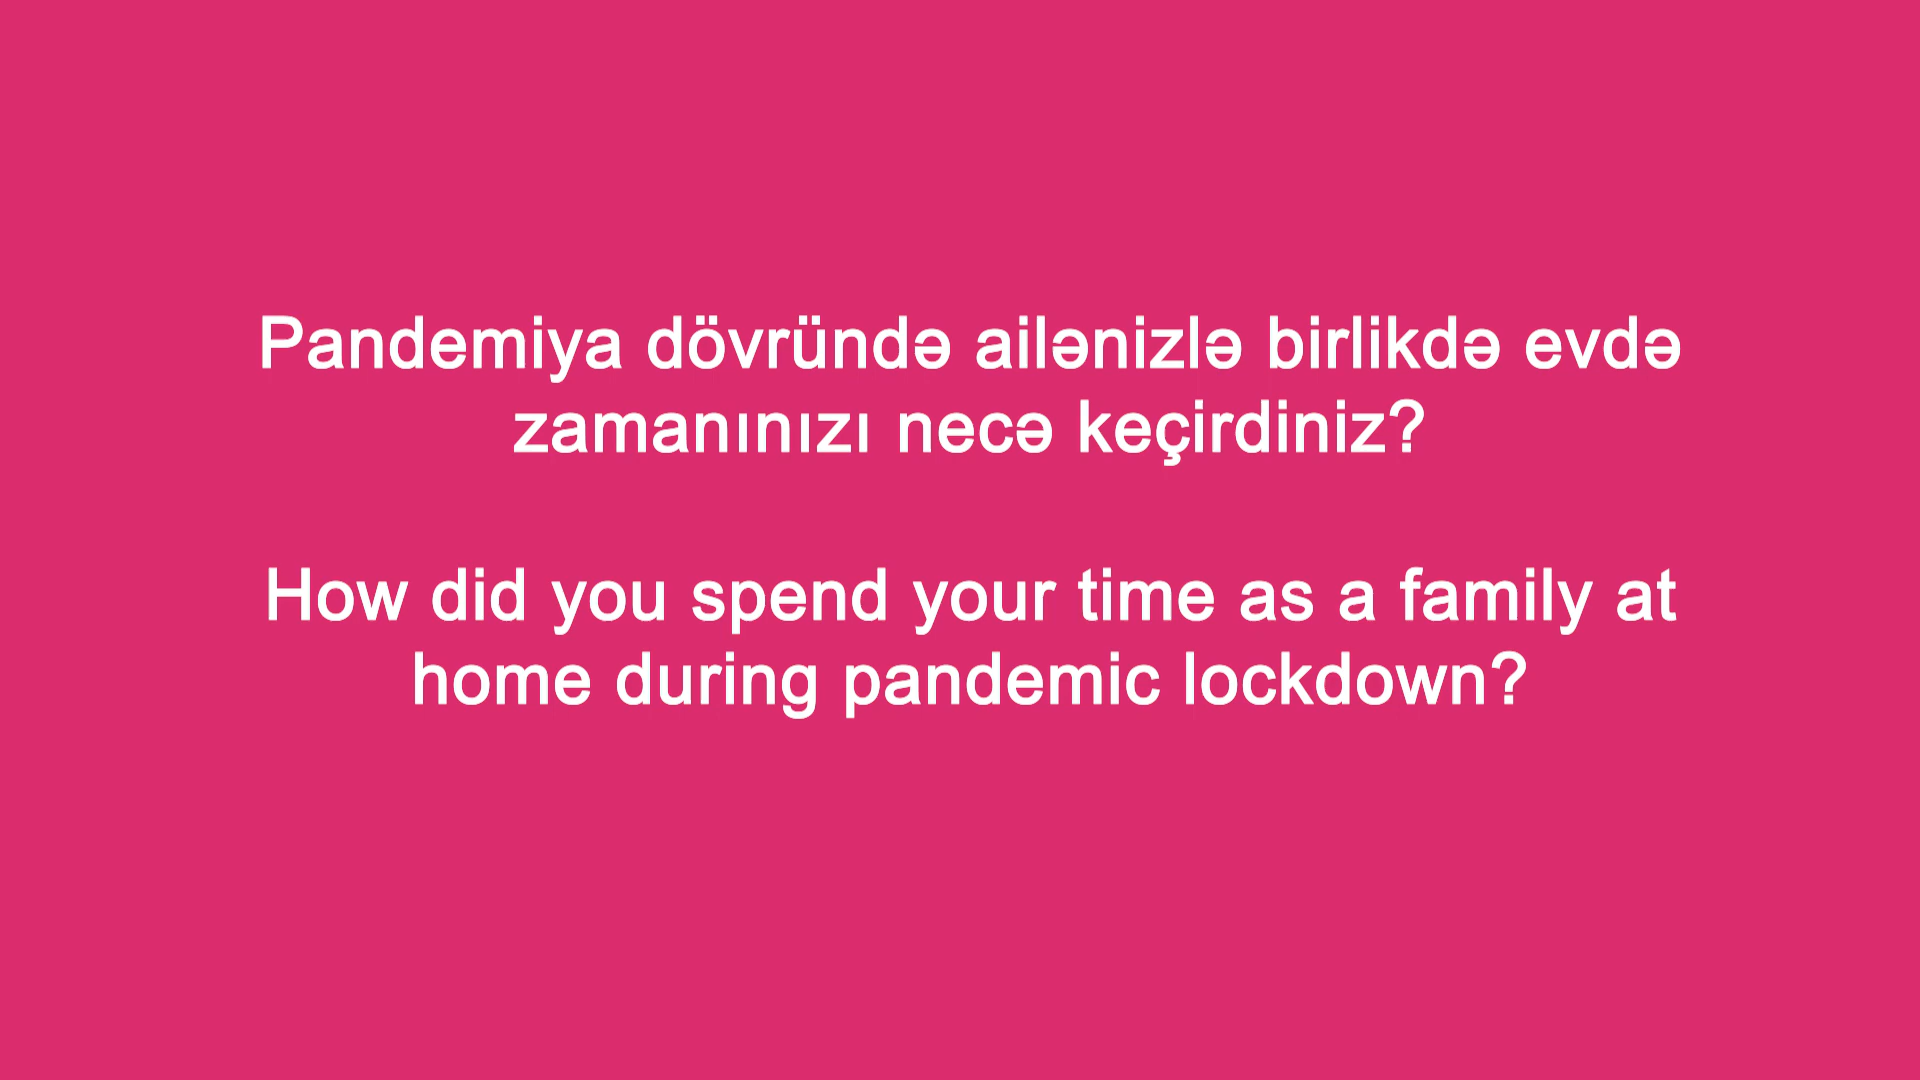 Pandemiya dövründə ailənizlə birlikdə evdə
zamanınızı necə keçirdiniz?
How did you spend your time as a family at
home during pandemic lockdown?